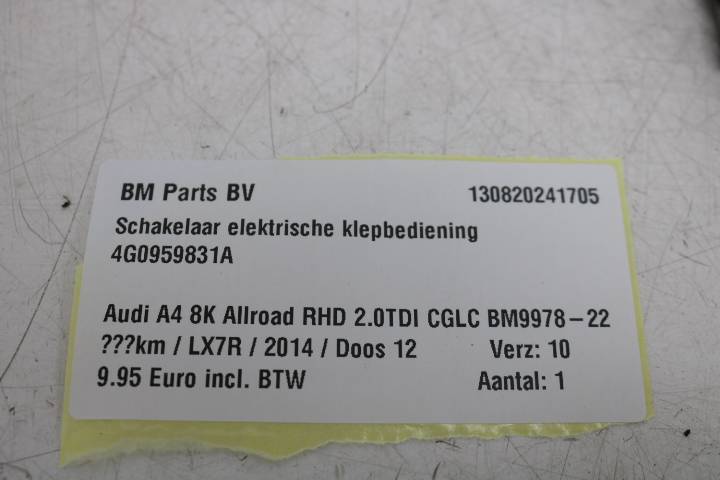 BM Parts BV 130820241705
Schakelaar elektrische klepbediening
4G0959831A
Audi A4 8K Allroad RHD 2.0TDI CGLC BM9978-22
???km / LX7R / 2014 / Doos 12 Verz: 10
9.95 Euro incl. BTW Aantal: 1